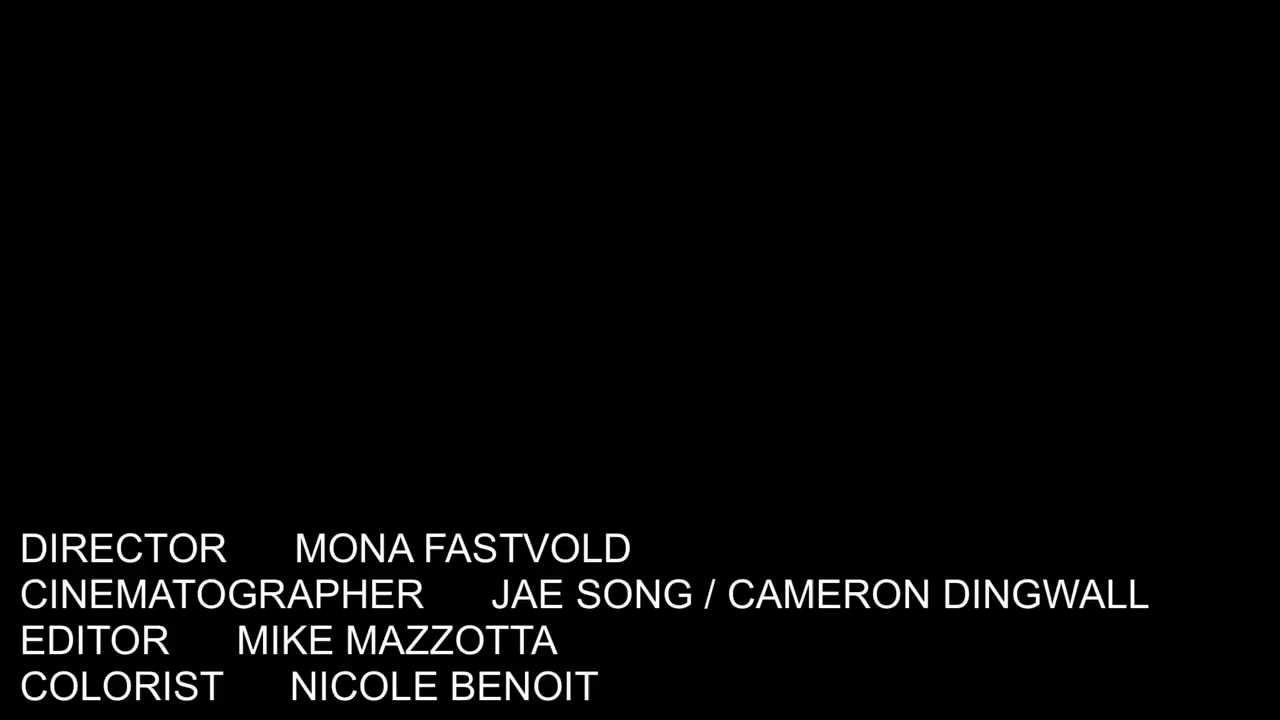 DIRECTOR MONA FASTVOLD
CINEMATOGRAPHER JAE SONG / CAMERON DINGWALL
EDITOR MIKE MAZZOTTA
COLORIST NICOLE BENOIT